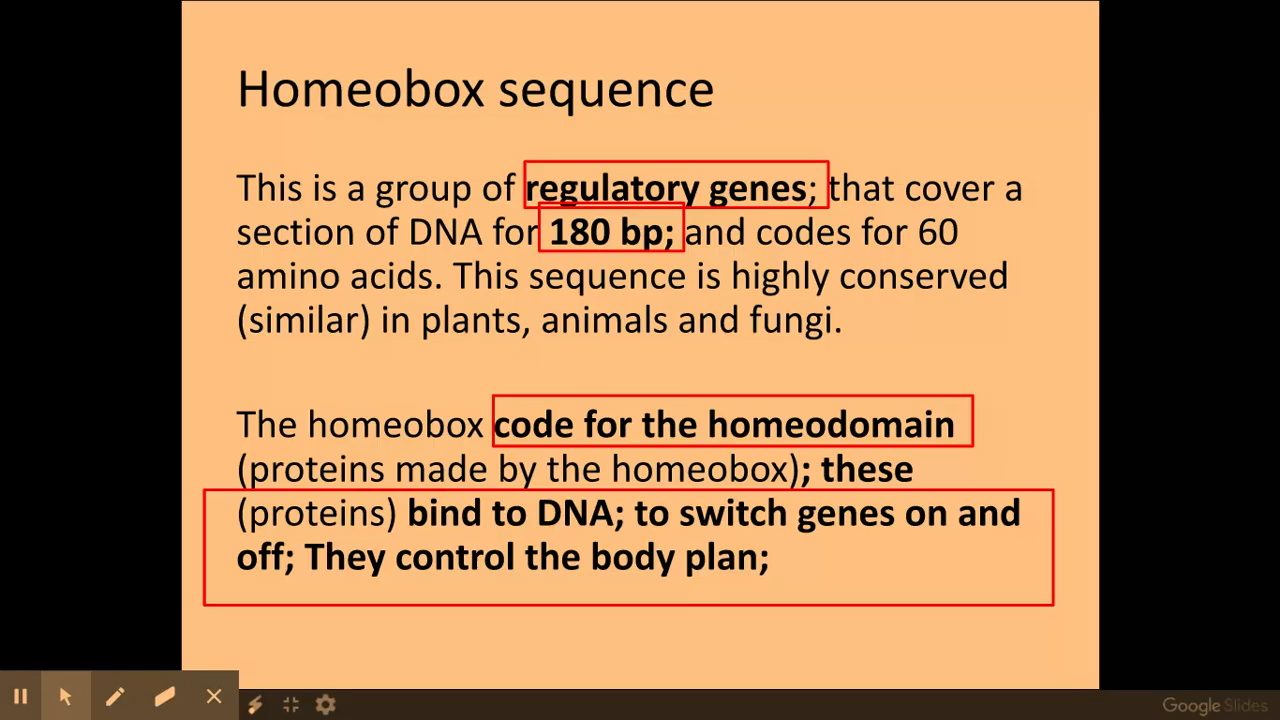 Homeobox sequence
This is a group of regulatory genes; that cover a
section of DNA for 180 bp; and codes for 60
amino acids. This sequence is highly conserved
(similar) in plants, animals and fungi.
The homeobox code for the homeodomain
(proteins made by the homeobox); these
(proteins) bind to DNA; to switch genes on and
off; They control the body plan;
Google Slides